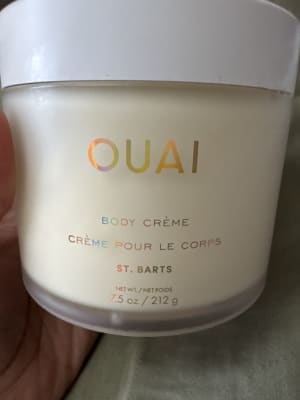 OUAI
BODY CRÈME
CRÈME POUR LE CORPS
ST. BARTS
NET WT. / NET POIDS
7.5 oz / 212 g